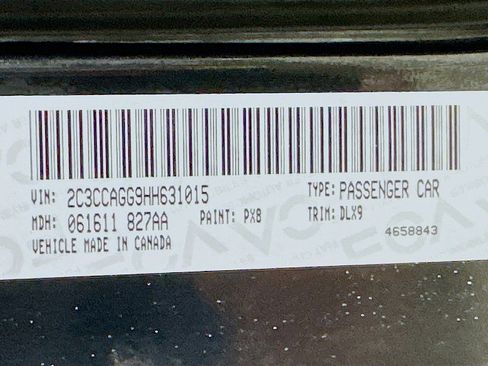 VIN: 2C3CCAGG9HH631015 TYPE: PASSENGER CAR
MDH: 061611 827AA PAINT: PX8 TRIM: DLX9
VEHICLE MADE IN CANADA 4658843